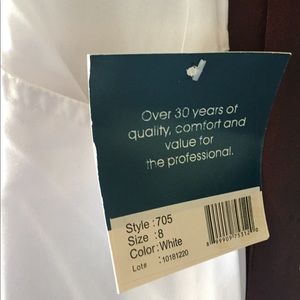 Over 30 years of
quality, comfort and
value for
the professional.
Style :705
Size :8
Color:White
Lot# : 10181220